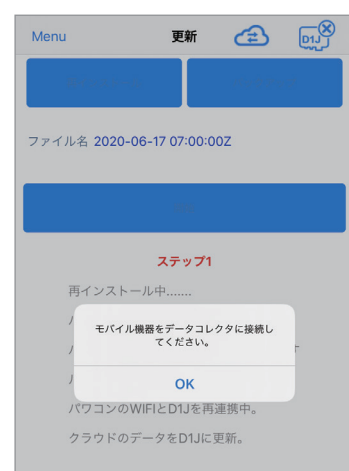 Menu 更新 D1J
ファイル名 2020-06-17 07:00:00Z
ステップ1
再インストール中.......
モバイル機器をデータコレクタに接続し
てください。
OK
パワコンのWIFIとD1Jを再連携中。
クラウドのデータをD1Jに更新。